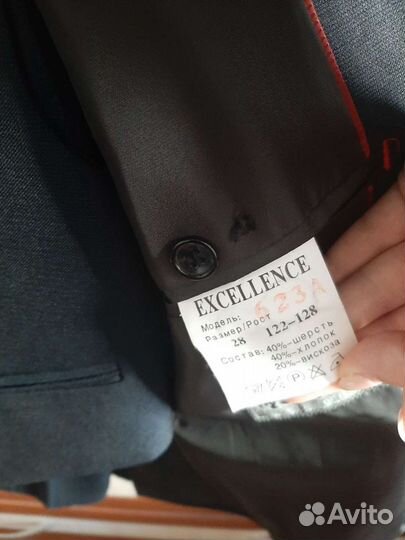 EXCELLENCE
Модель: 623А
Размер/Рост
28 122-128
Состав: 40%-шерсть
40%-хлопок
20%-вискоза
(P)
Avito